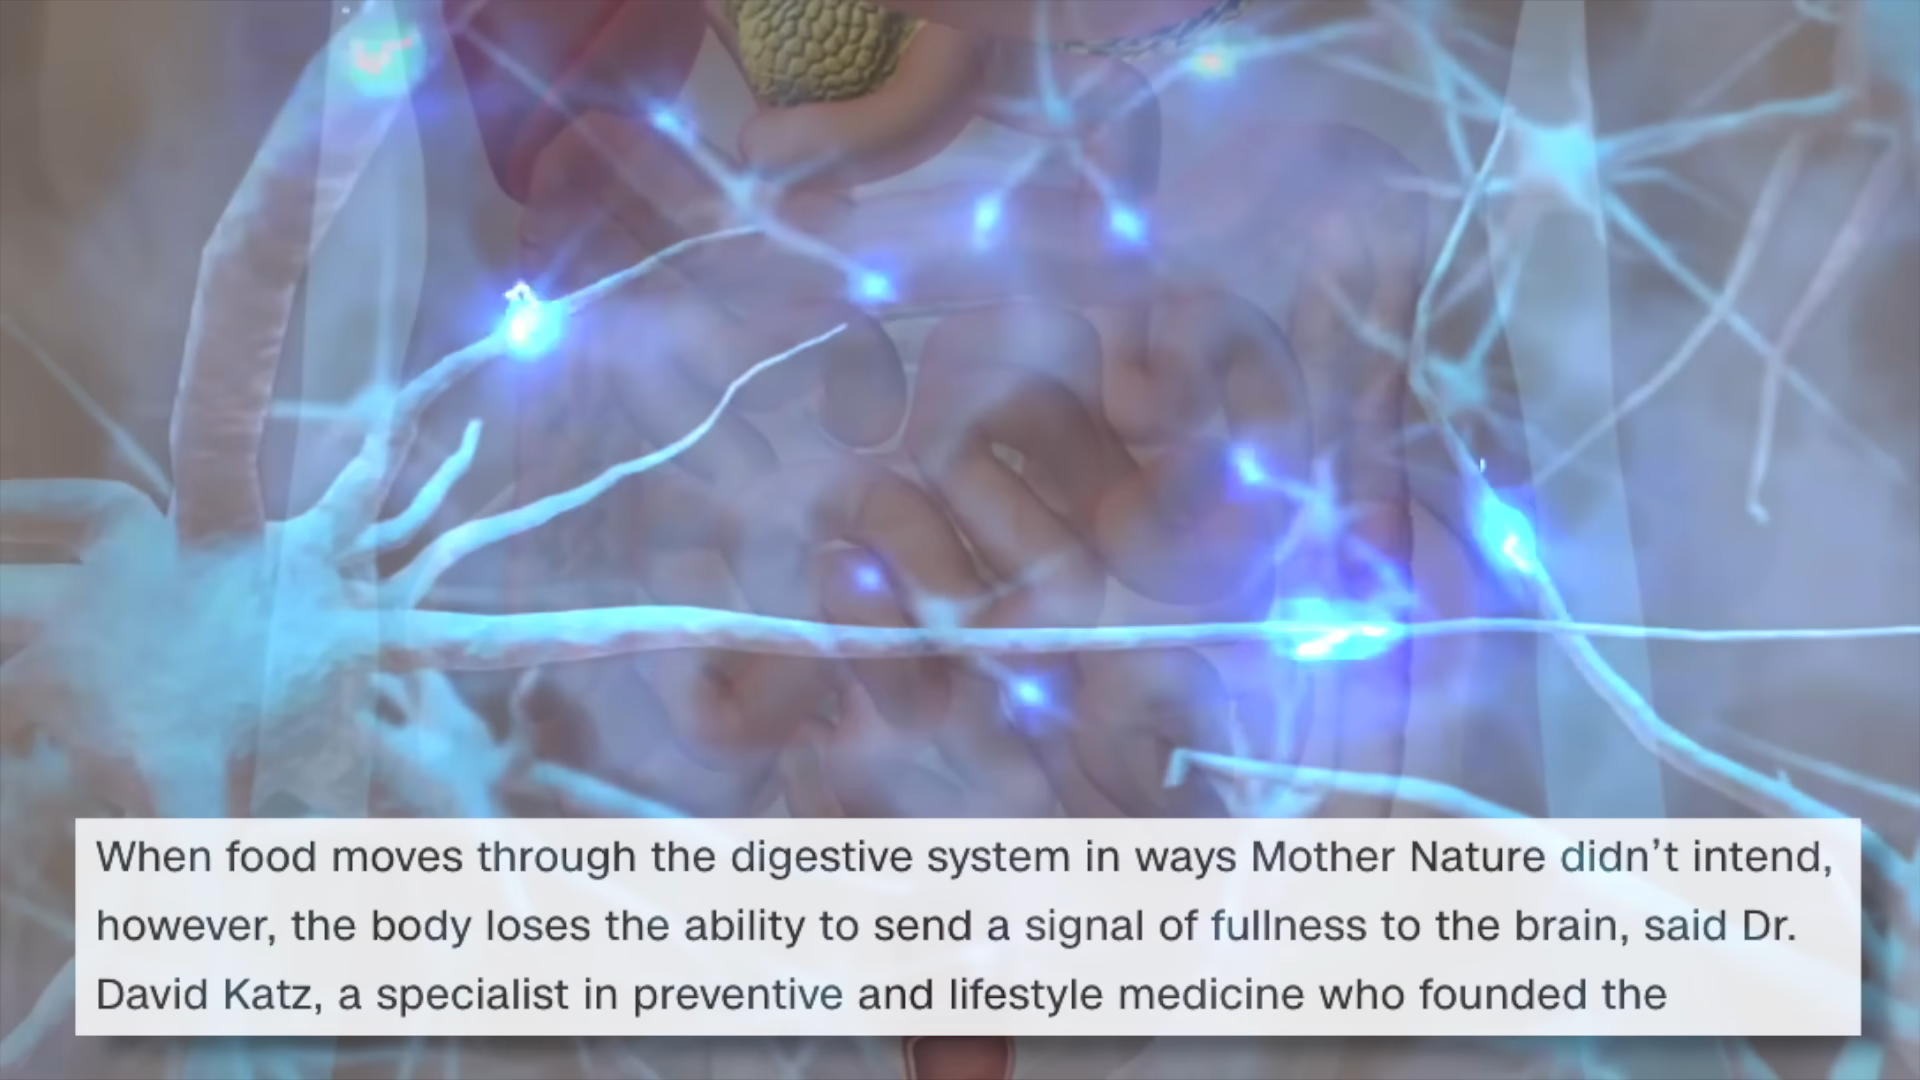 When food moves through the digestive system in ways Mother Nature didn’t intend,
however, the body loses the ability to send a signal of fullness to the brain, said Dr.
David Katz, a specialist in preventive and lifestyle medicine who founded the